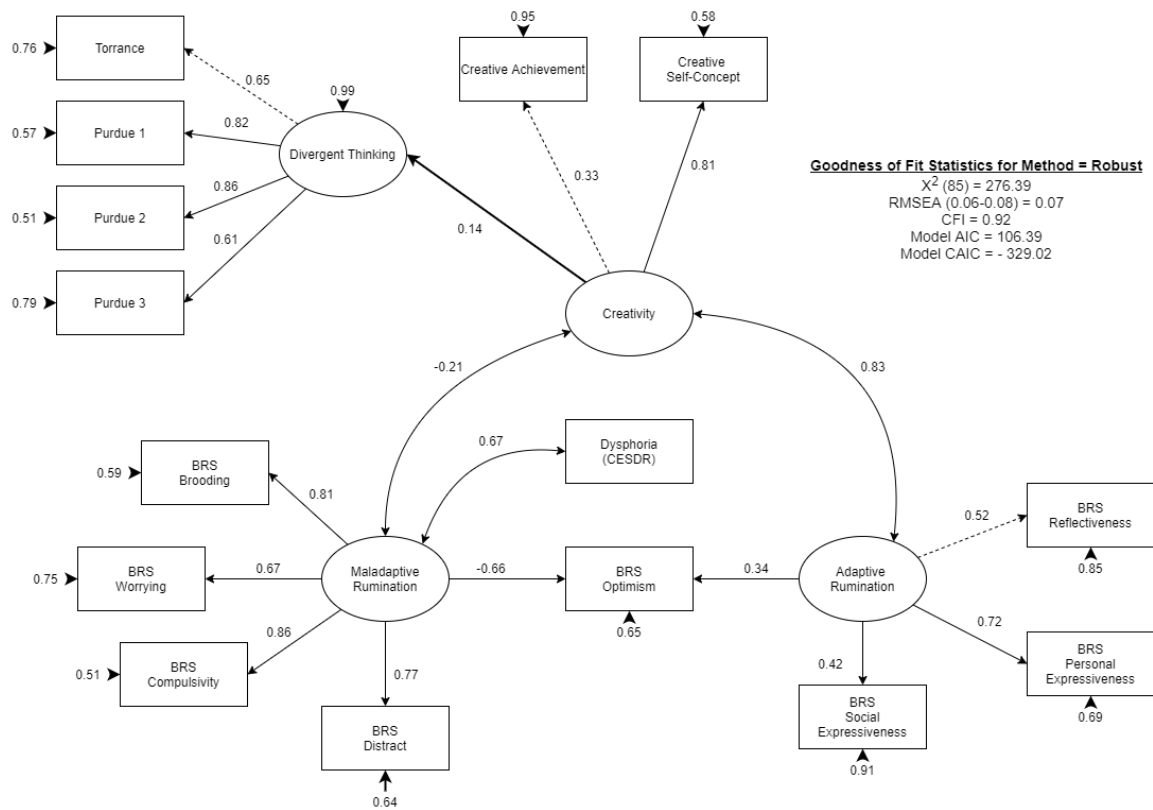 0.95
0.58
0.76
Torrance
Creative Achievement
Creative
Self-Concept
0.65
0.99
0.57
Purdue 1
0.82
Divergent Thinking
0.33
0.81
Goodness of Fit Statistics for Method = Robust
X² (85) = 276.39
RMSEA (0.06-0.08) = 0.07
CFI = 0.92
Model AIC = 106.39
Model CAIC = - 329.02
0.86
0.51
Purdue 2
0.61
0.14
0.79
Purdue 3
Creativity
-0.21
0.83
0.67
Dysphoria
(CESDR)
0.59
BRS
Brooding
0.81
0.52
BRS
Reflectiveness
0.85
0.75
BRS
Worrying
0.67
Maladaptive
Rumination
-0.66
BRS
Optimism
0.65
0.34
Adaptive
Rumination
0.72
0.86
0.51
BRS
Compulsivity
0.77
0.42
BRS
Personal
Expressiveness
0.69
BRS
Distract
0.64
BRS
Social
Expressiveness
0.91